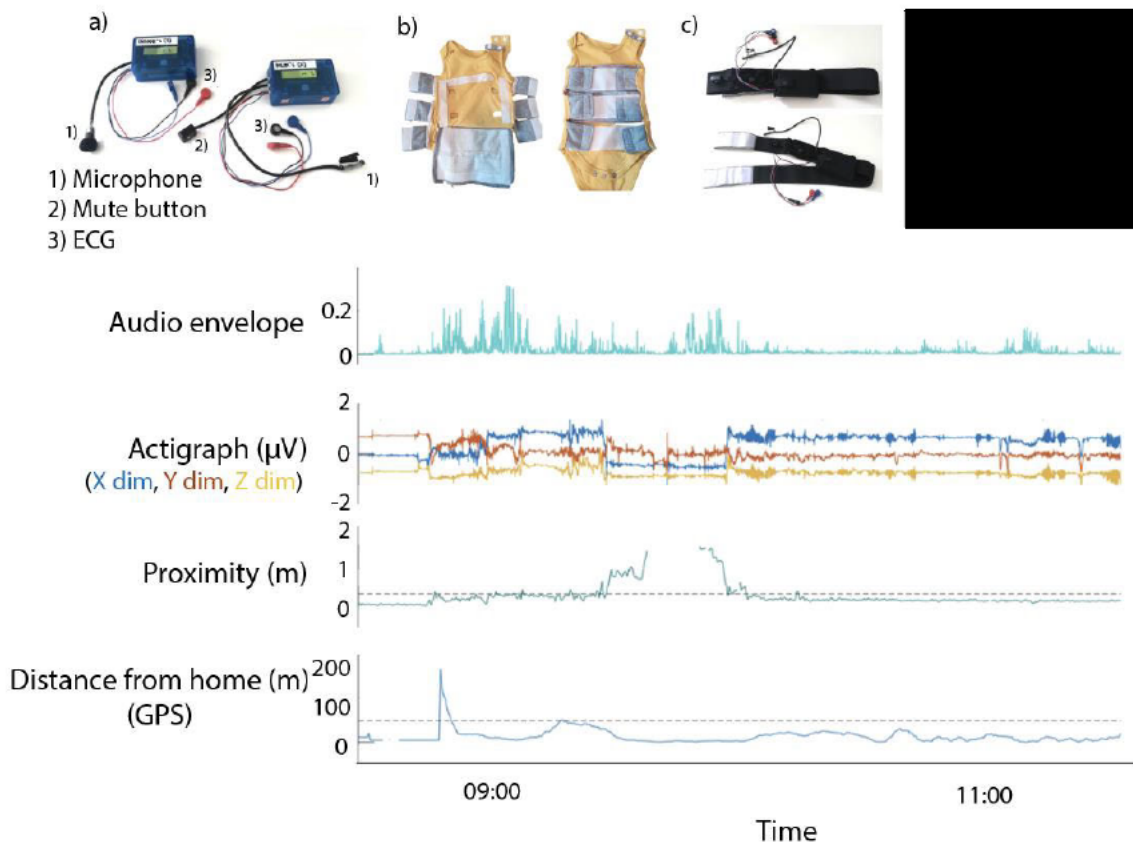 a)
b)
c)
3)
1)
2)
3)
1)
1) Microphone
2) Mute button
3) ECG
Audio envelope
0.2
0
Actigraph (µV)
(X dim, Y dim, Z dim)
2
0
-2
Proximity (m)
2
1
0
Distance from home (m)
(GPS)
200
100
0
09:00
11:00
Time